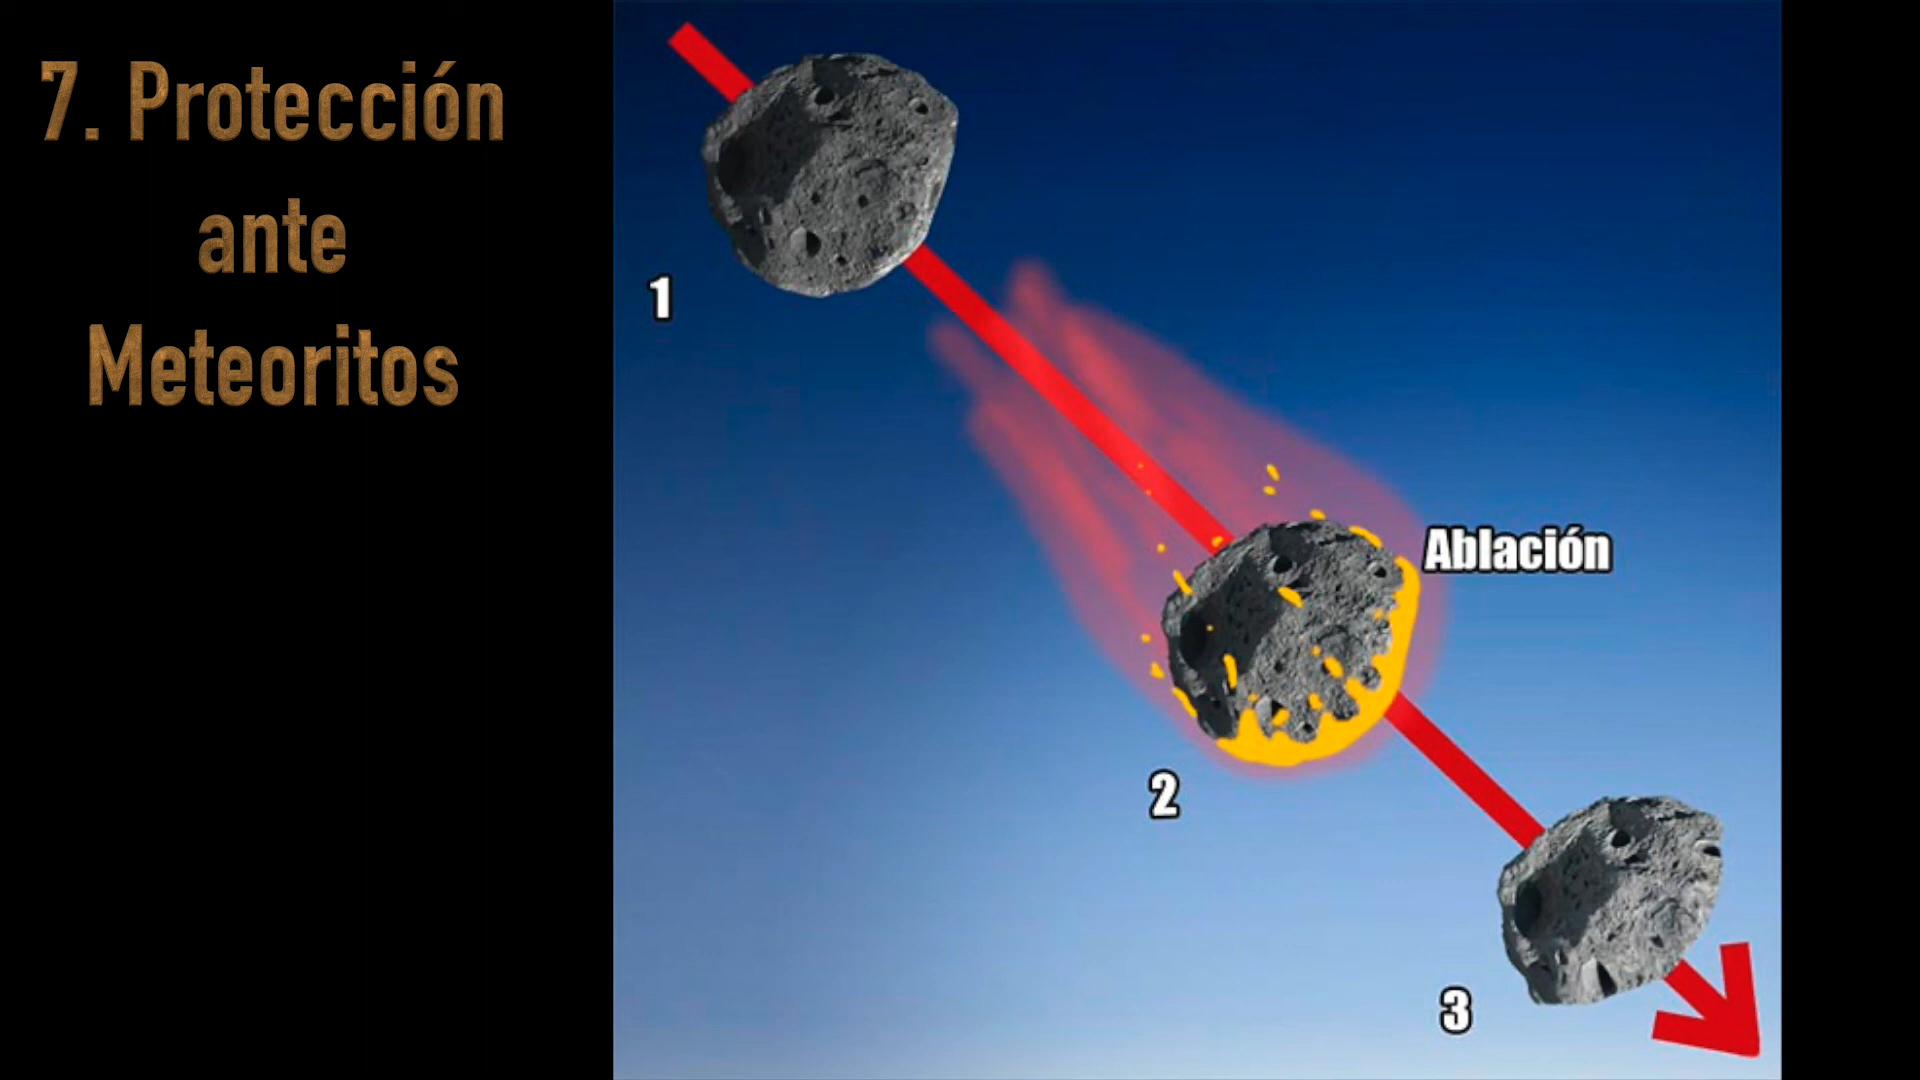 7. Protección
ante
Meteoritos
1
Ablación
2
3